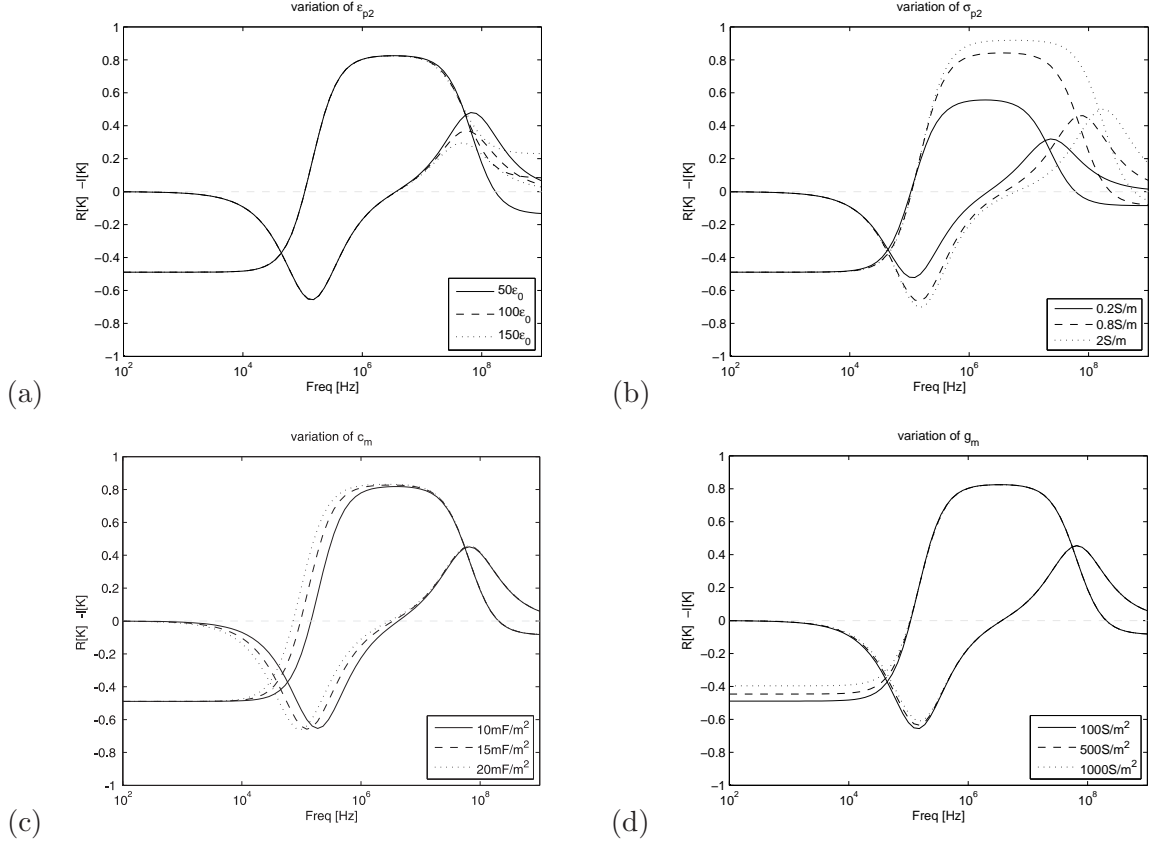 variation of εp2
1
0.8
0.6
0.4
0.2
0
−0.2
−0.4
−0.6
−0.8
−1
R[K] −I[K]
50ε0
100ε0
150ε0
10^2
10^4
10^6
10^8
Freq [Hz]
(a)
variation of σp2
1
0.8
0.6
0.4
0.2
0
−0.2
−0.4
−0.6
−0.8
−1
R[K] −I[K]
0.2S/m
0.8S/m
2S/m
10^2
10^4
10^6
10^8
Freq [Hz]
(b)
variation of cm
1
0.8
0.6
0.4
0.2
0
-0.2
-0.4
-0.6
-0.8
-1
R[K] -I[K]
10mF/m^2
15mF/m^2
20mF/m^2
10^2
10^4
10^6
10^8
Freq [Hz]
(c)
variation of gm
1
0.8
0.6
0.4
0.2
0
−0.2
−0.4
−0.6
−0.8
−1
R[K] −I[K]
100S/m^2
500S/m^2
1000S/m^2
10^2
10^4
10^6
10^8
Freq [Hz]
(d)